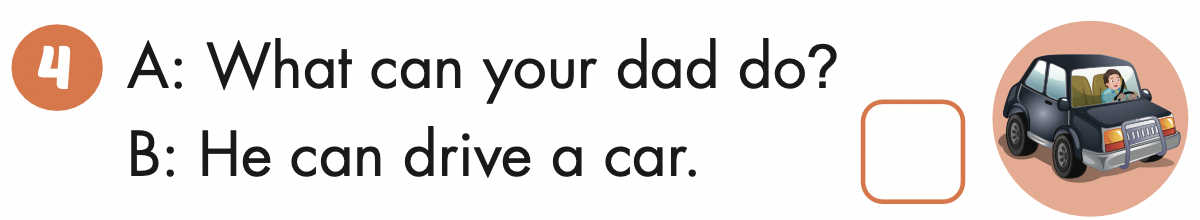 4 A: What can your dad do?
B: He can drive a car.